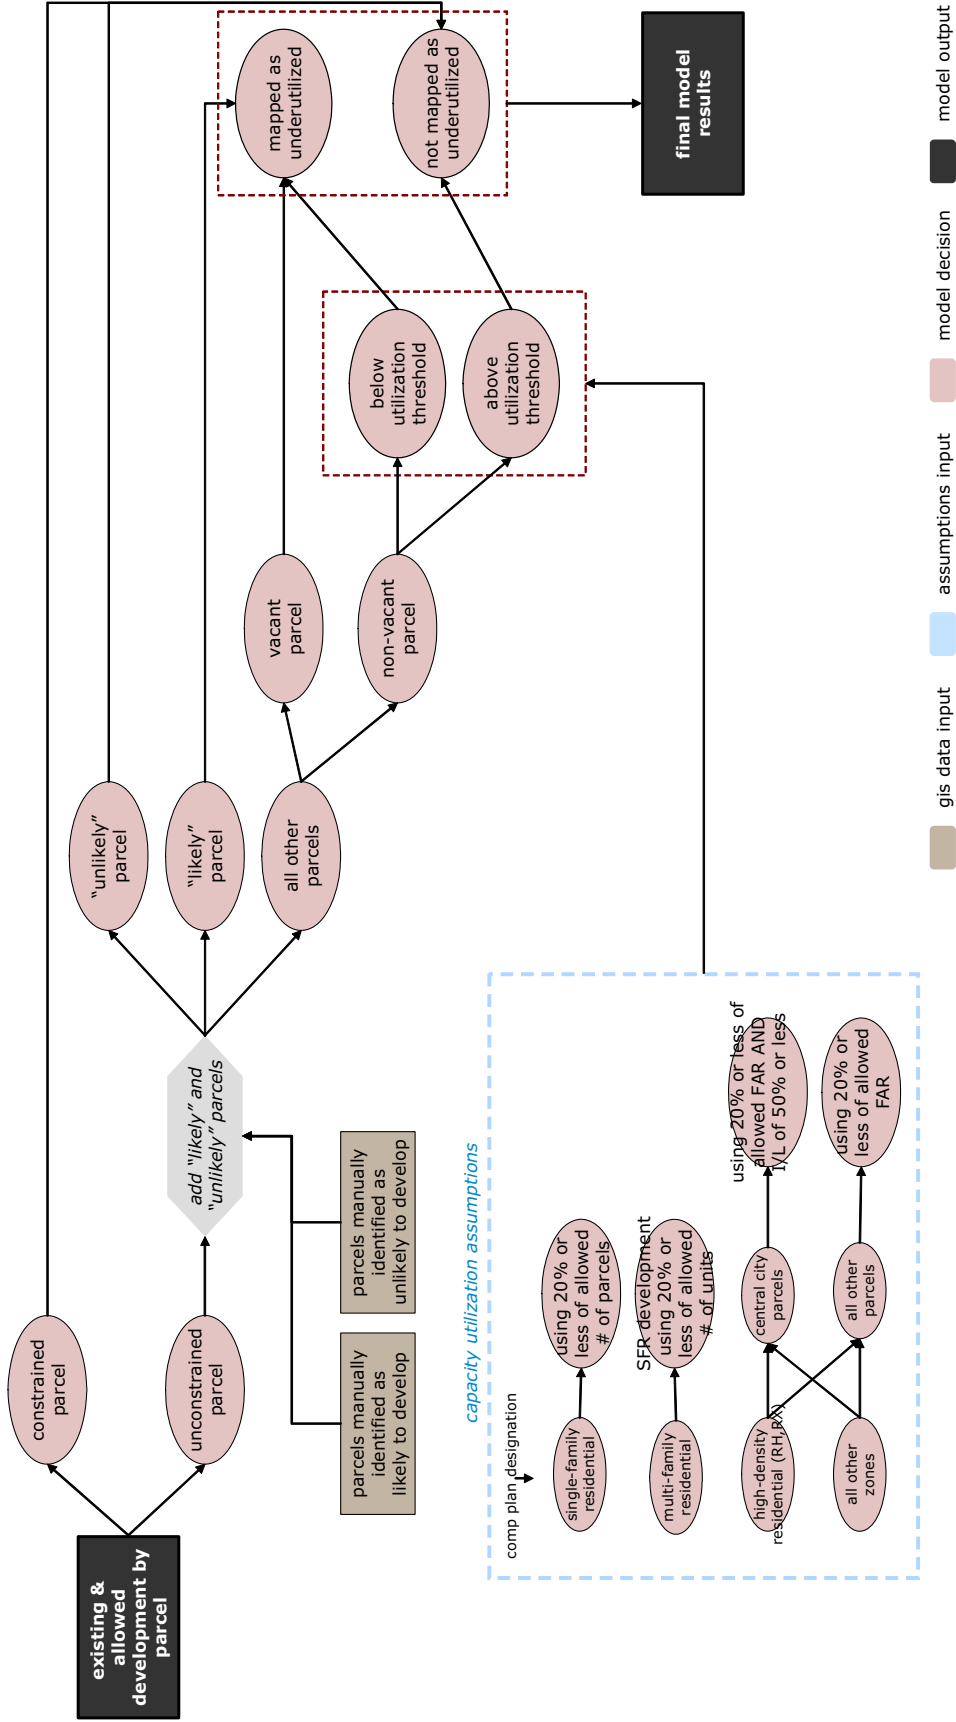 existing &
allowed
development by
parcel
constrained
parcel
unconstrained
parcel
add “likely” and
“unlikely” parcels
parcels manually
identified as
likely to develop
parcels manually
identified as
unlikely to develop
“unlikely”
parcel
“likely”
parcel
all other
parcels
vacant
parcel
non-vacant
parcel
below
utilization
threshold
above
utilization
threshold
mapped as
underutilized
not mapped as
underutilized
final model
results
capacity utilization assumptions
comp plan designation
single-family
residential
using 20% or
less of allowed
# of parcels
multi-family
residential
SFR development
using 20% or
less of allowed
# of units
high-density
residential (RH,RX)
all other
zones
central city
parcels
all other
parcels
using 20% or less of
allowed FAR AND
I/L of 50% or less
using 20% or
less of allowed
FAR
gis data input
assumptions input
model decision
model output